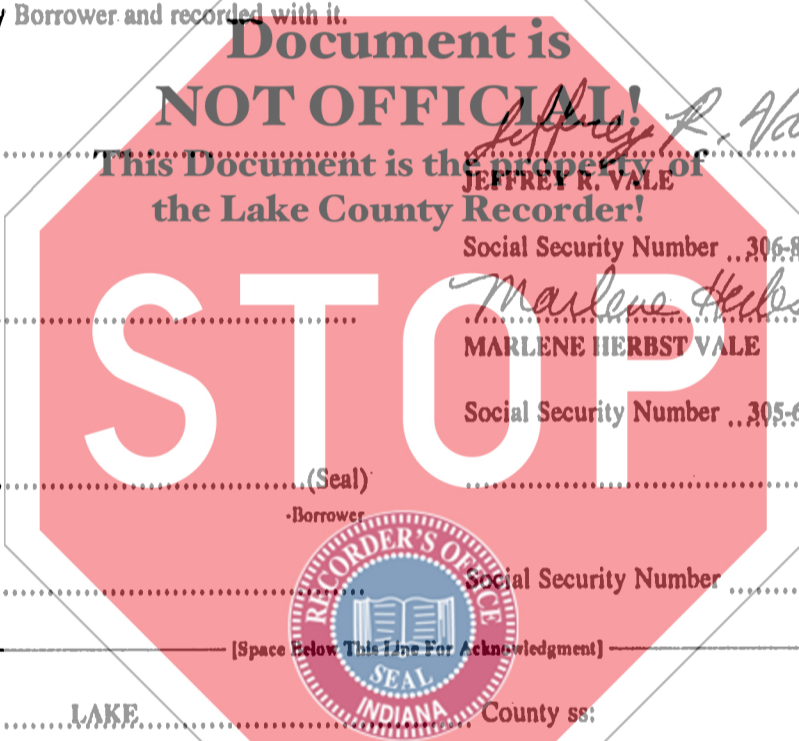 Borrower and recorded with it.
Document is
NOT OFFICIAL!
Jeffrey R.
This Document is the property of
JEFFREY R. VALE
the Lake County Recorder!
Social Security Number ..306-8
STOP
Marlene
MARLENE HERBST VALE
Social Security Number ..305-6
(Seal)
-Borrower
RECORDER'S OFFICE
Social Security Number
[Space Below This Line For Acknowledgment]
SEAL
INDIANA
LAKE County ss: